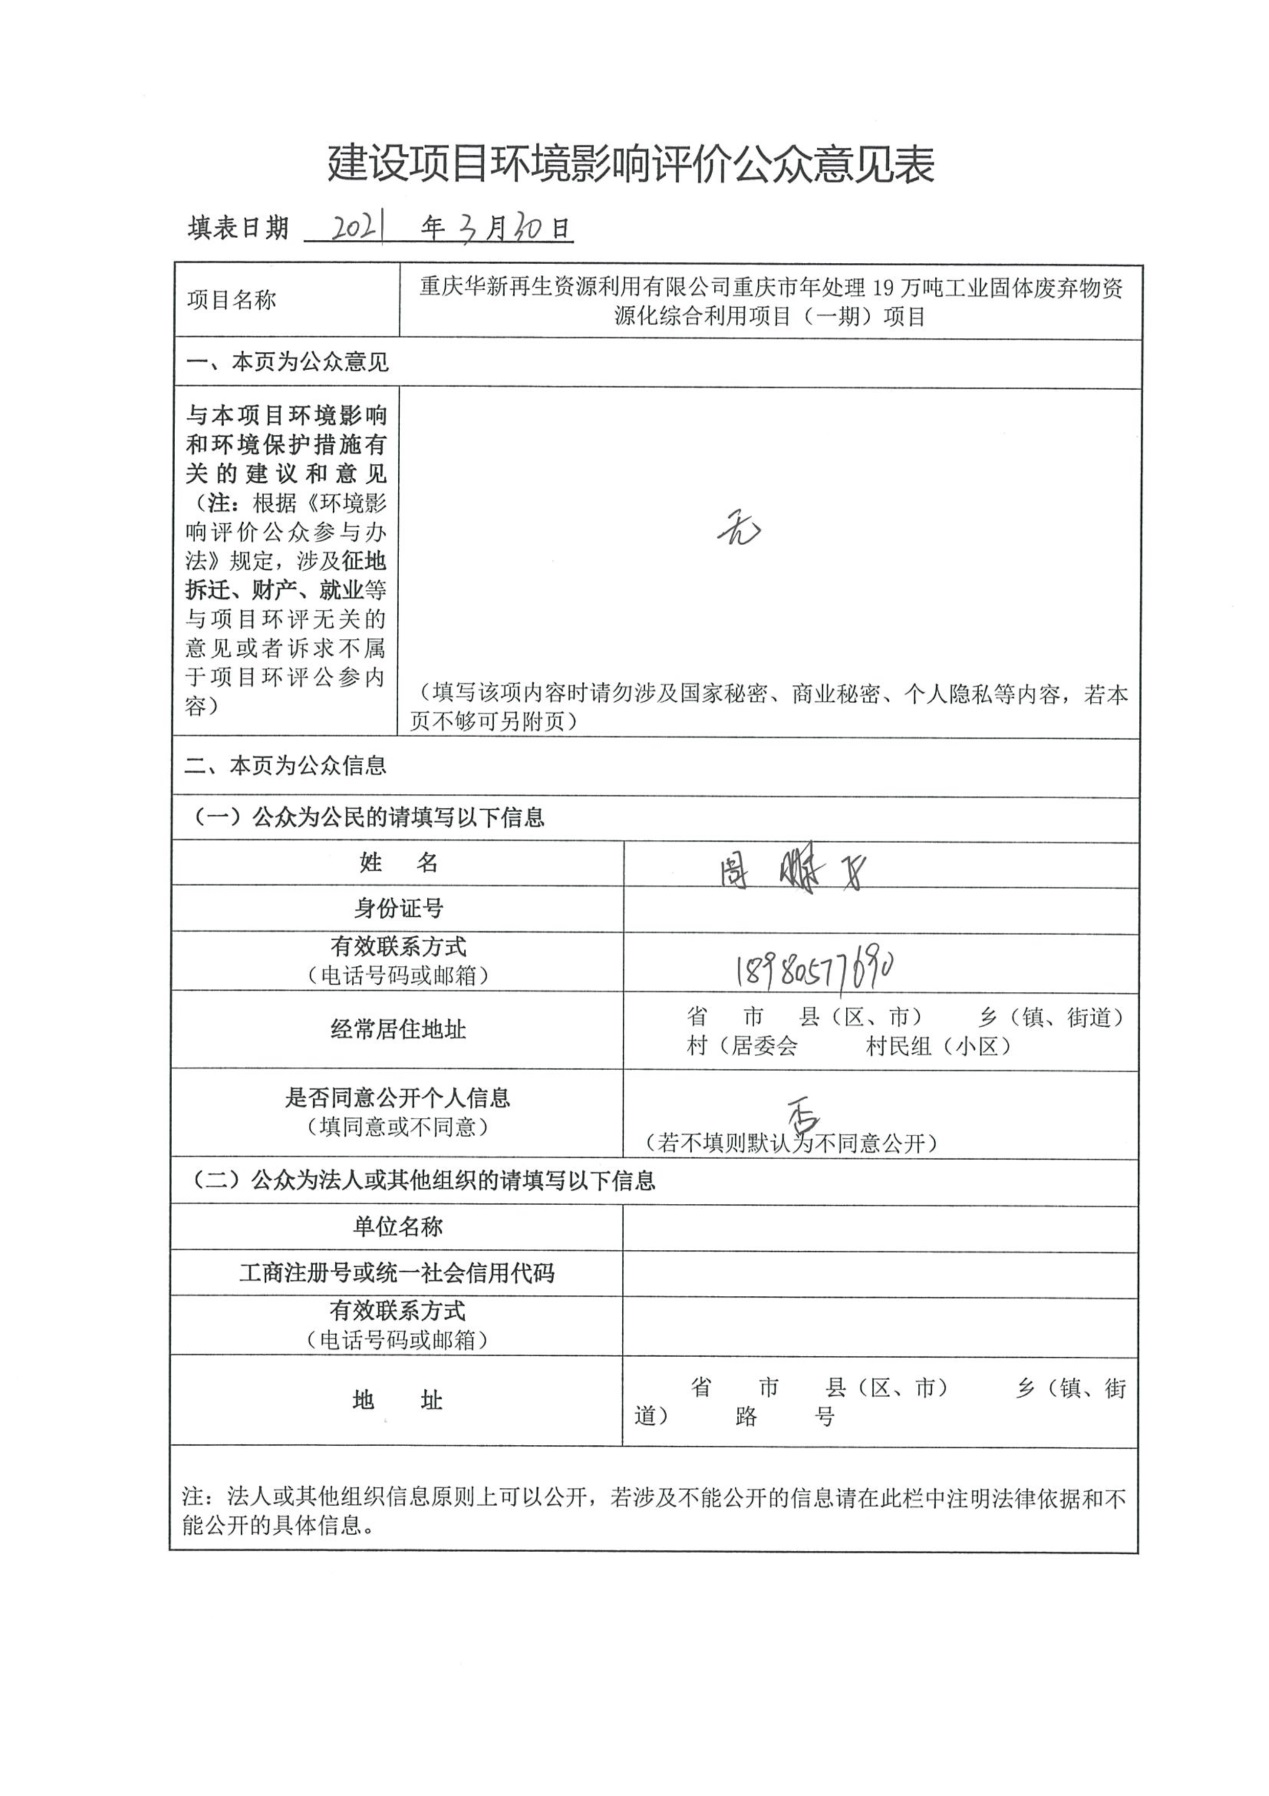 建设项目环境影响评价公众意见表
填表日期 2021 年 3 月 30 日
项目名称
重庆华新再生资源利用有限公司重庆市年处理 19 万吨工业固体废弃物资
源化综合利用项目（一期）项目
一、本页为公众意见
与本项目环境影响
和环境保护措施有
关的建议和意见
（注：根据《环境影
响评价公众参与办
法》规定，涉及征地
拆迁、财产、就业等
与项目环评无关的
意见或者诉求不属
于项目环评公参内
容）
无
（填写该项内容时请勿涉及国家秘密、商业秘密、个人隐私等内容，若本
页不够可另附页）
二、本页为公众信息
（一）公众为公民的请填写以下信息
姓 名
周
身份证号
有效联系方式
（电话号码或邮箱）
18980577690
经常居住地址
省 市 县（区、市） 乡（镇、街道）
村（居委会 村民组（小区）
是否同意公开个人信息
（填同意或不同意）
否
（若不填则默认为不同意公开）
（二）公众为法人或其他组织的请填写以下信息
单位名称
工商注册号或统一社会信用代码
有效联系方式
（电话号码或邮箱）
地 址
省 市 县（区、市） 乡（镇、街
道） 路 号
注：法人或其他组织信息原则上可以公开，若涉及不能公开的信息请在此栏中注明法律依据和不
能公开的具体信息。